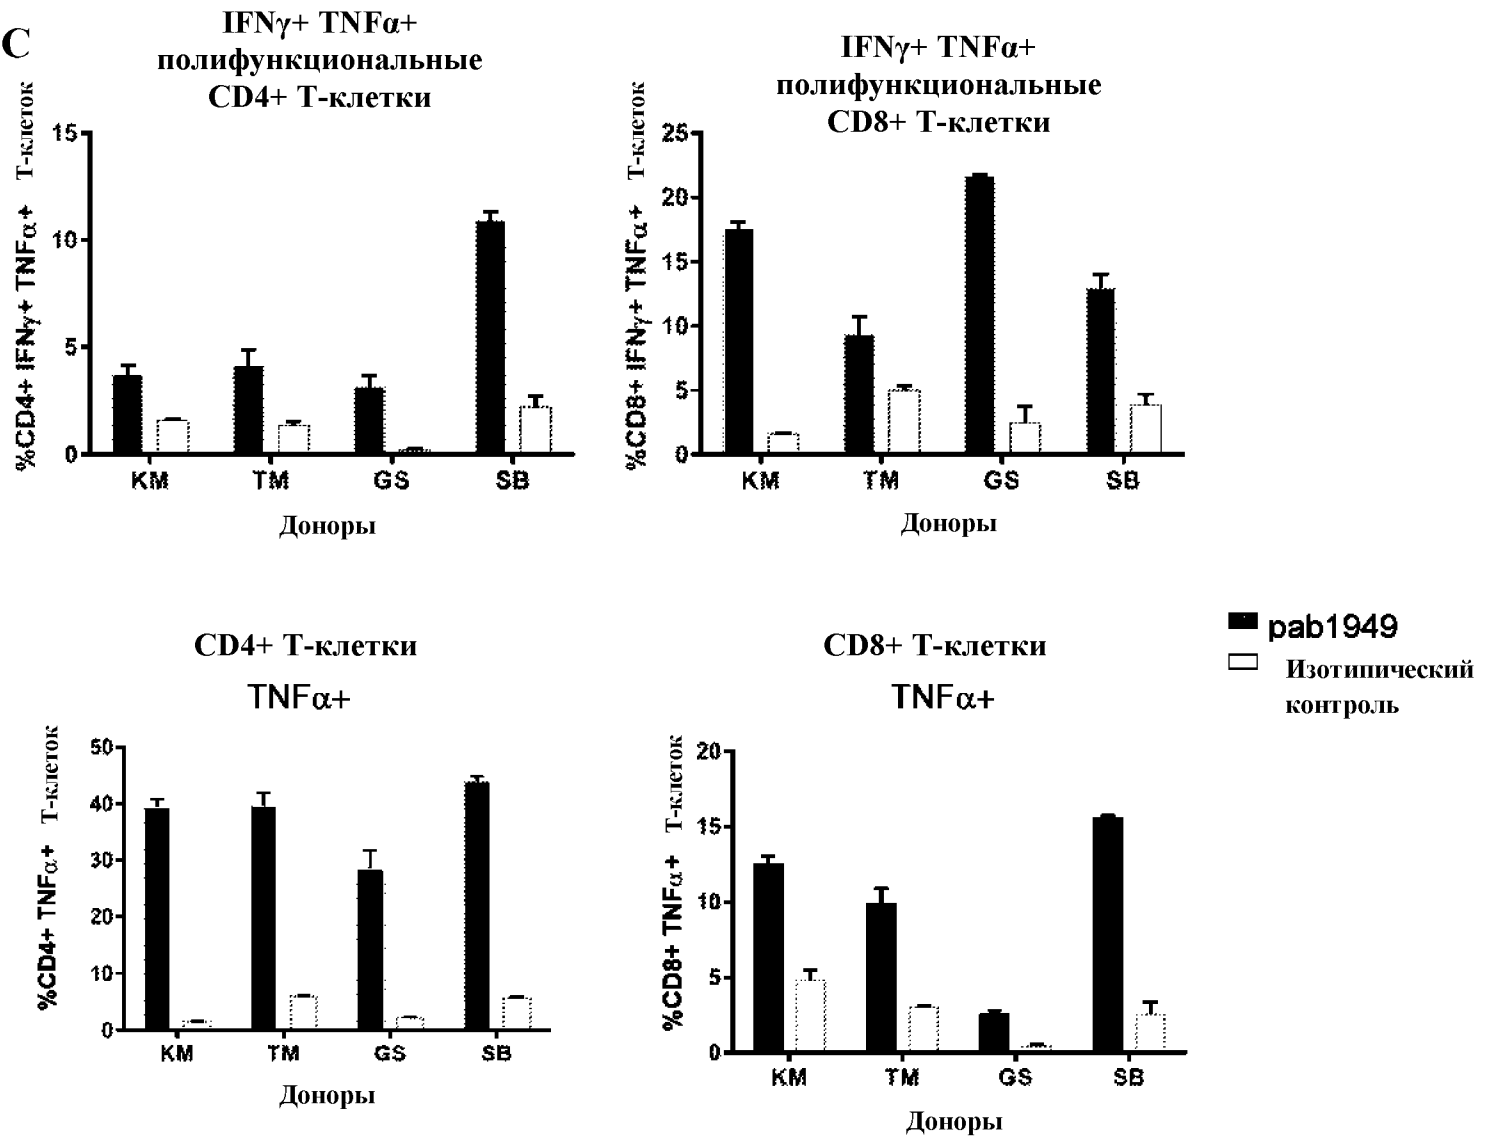 C
IFNγ+ TNFα+
полифункциональные
CD4+ Т-клетки
%CD4+ IFNγ+ TNFα+ Т-клеток
15
10
5
0
KM TM GS SB
Доноры
IFNγ+ TNFα+
полифункциональные
CD8+ Т-клетки
%CD8+ IFNγ+ TNFα+ Т-клеток
25
20
15
10
5
0
KM TM GS SB
Доноры
CD4+ Т-клетки
TNFα+
%CD4+ TNFα+ Т-клеток
50
40
30
20
10
0
KM TM GS SB
Доноры
CD8+ Т-клетки
TNFα+
%CD8+ TNFα+ Т-клеток
20
15
10
5
0
KM TM GS SB
Доноры
pab1949
Изотипический
контроль